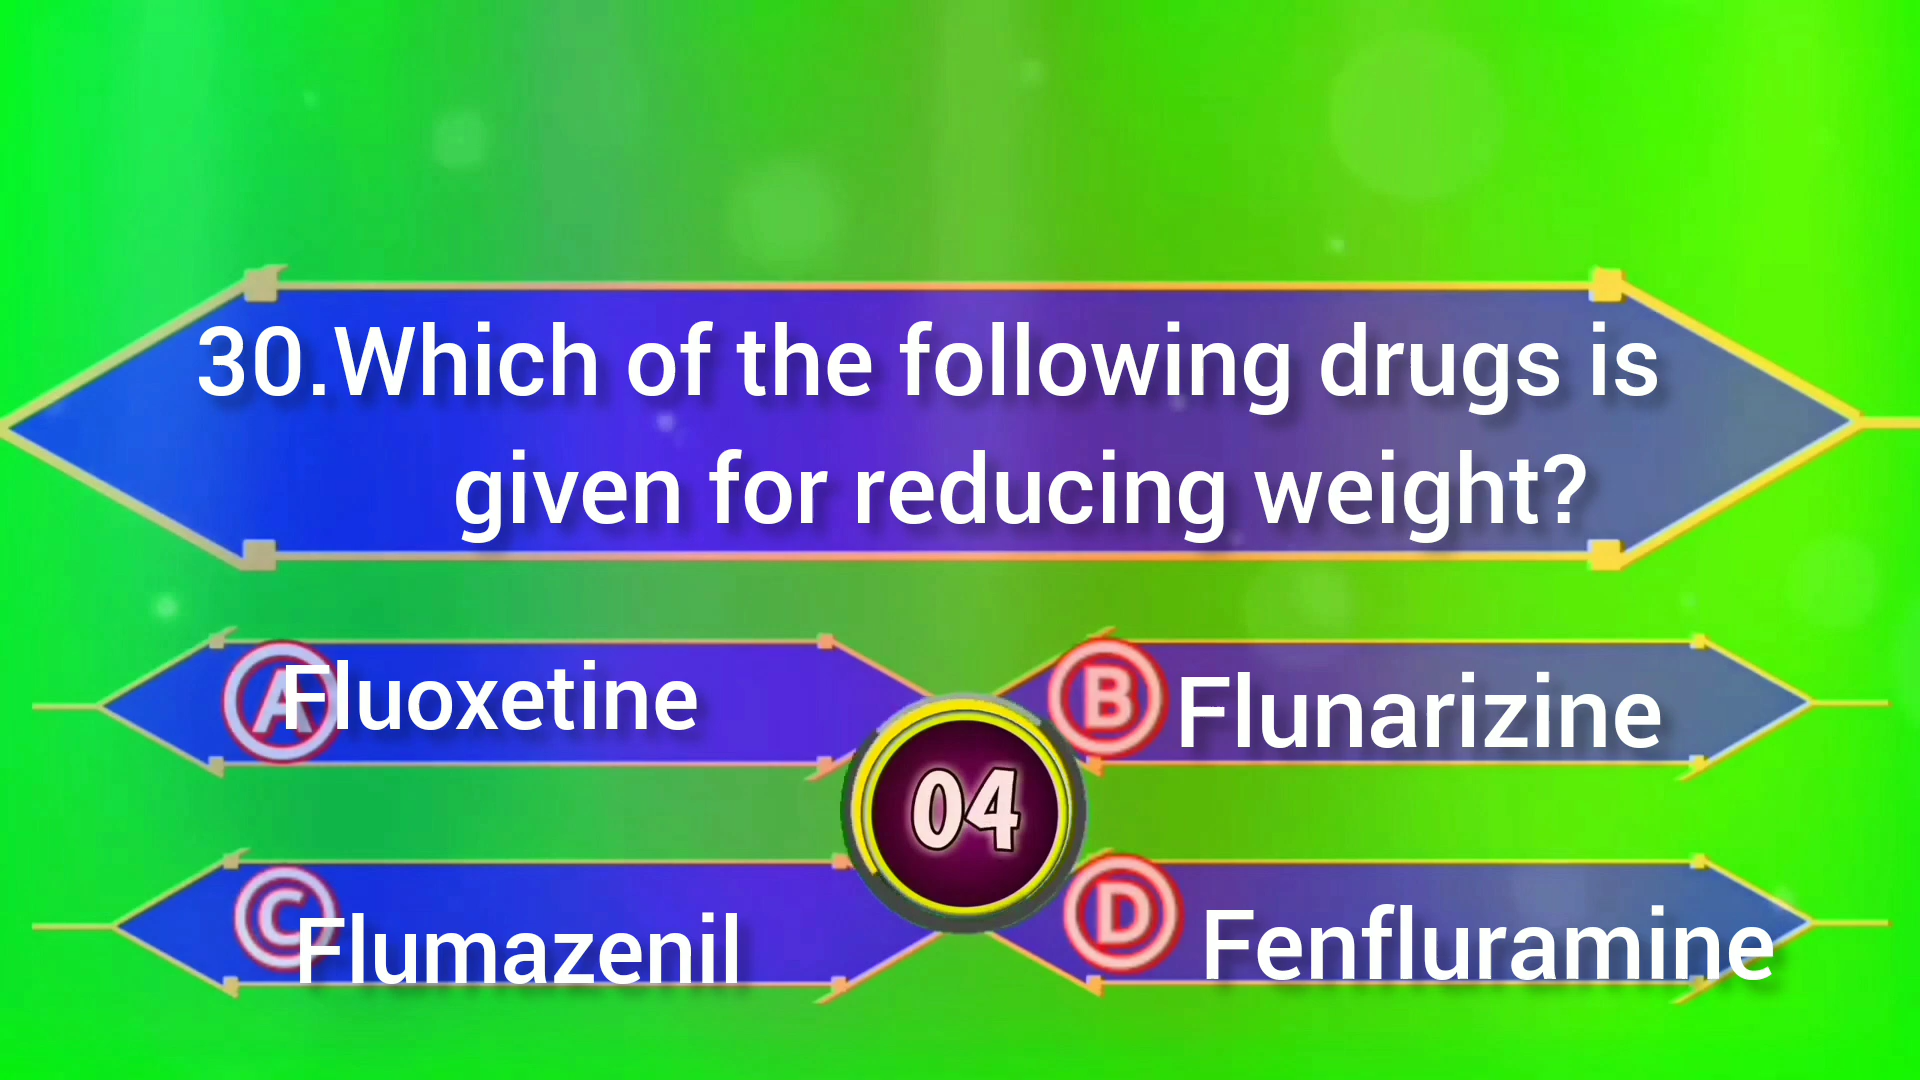 30.Which of the following drugs is
given for reducing weight?
A Fluoxetine
B Flunarizine
04
C Flumazenil
D Fenfluramine